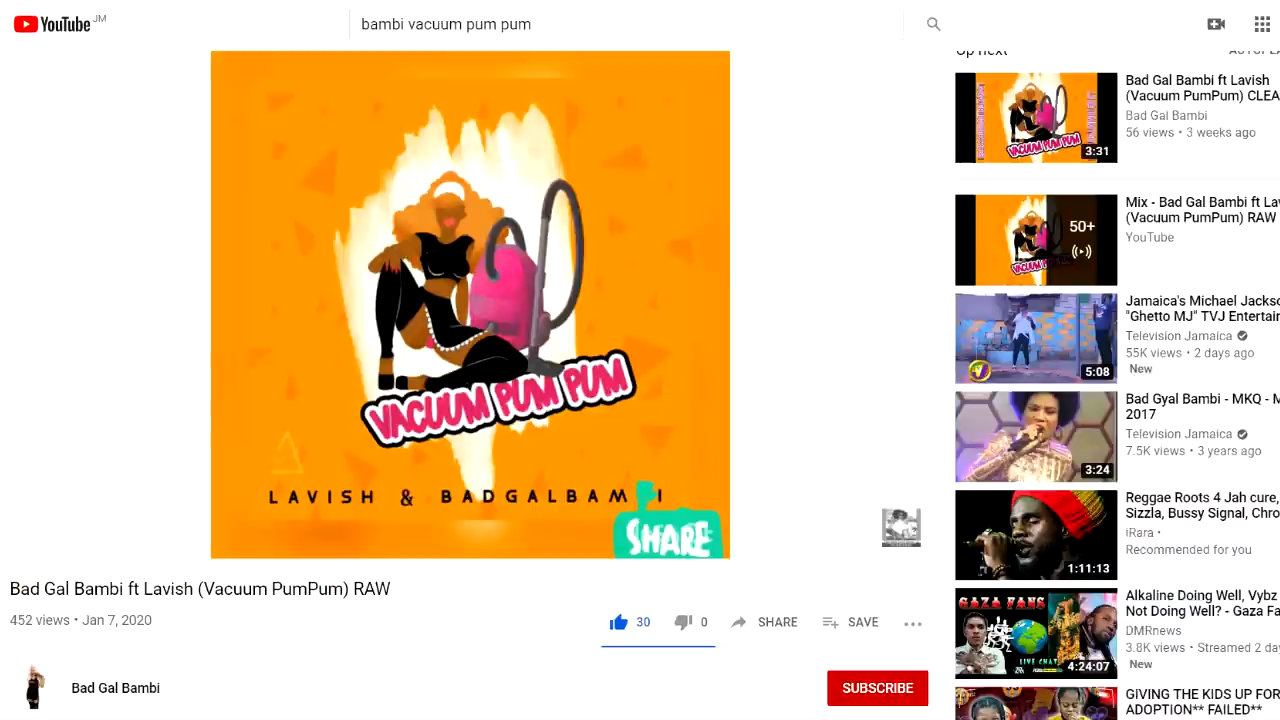 YouTube JM
bambi vacuum pum pum
VACUUM PUM PUM
LAVISH & BADGALBAMBI
SHARE
Bad Gal Bambi ft Lavish (Vacuum PumPum) RAW
452 views • Jan 7, 2020
30
0
SHARE
SAVE
Bad Gal Bambi
SUBSCRIBE
Up next
VACUUM PUM PUM
3:31
Bad Gal Bambi ft Lavish
(Vacuum PumPum) CLEA
Bad Gal Bambi
56 views • 3 weeks ago
50+
Mix - Bad Gal Bambi ft La
(Vacuum PumPum) RAW
YouTube
5:08
Jamaica's Michael Jackso
"Ghetto MJ" TVJ Entertain
Television Jamaica
55K views • 2 days ago
New
3:24
Bad Gyal Bambi - MKQ - M
2017
Television Jamaica
7.5K views • 3 years ago
1:11:13
Reggae Roots 4 Jah cure,
Sizzla, Bussy Signal, Chro
iRara •
Recommended for you
GAZA FANS
LIVE CHAT
4:24:07
Alkaline Doing Well, Vybz
Not Doing Well? - Gaza Fa
DMRnews
3.8K views • Streamed 2 da
New
GIVING THE KIDS UP FOR
ADOPTION** FAILED**